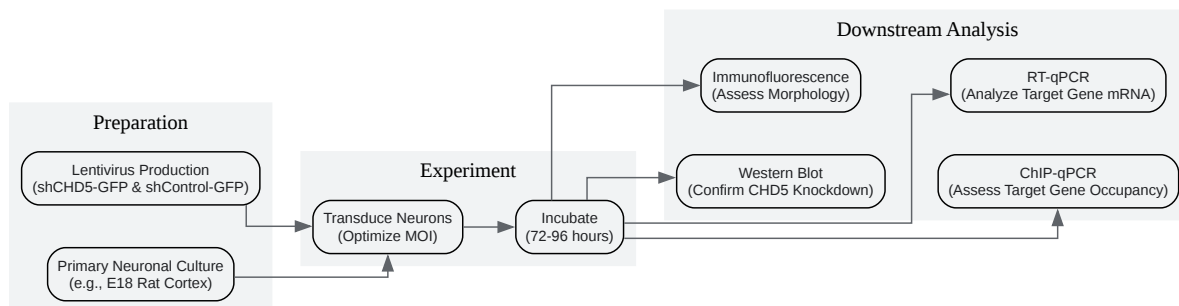 Preparation
Lentivirus Production
(shCHD5-GFP & shControl-GFP)
Primary Neuronal Culture
(e.g., E18 Rat Cortex)
Experiment
Transduce Neurons
(Optimize MOI)
Incubate
(72-96 hours)
Downstream Analysis
Immunofluorescence
(Assess Morphology)
RT-qPCR
(Analyze Target Gene mRNA)
Western Blot
(Confirm CHD5 Knockdown)
ChIP-qPCR
(Assess Target Gene Occupancy)